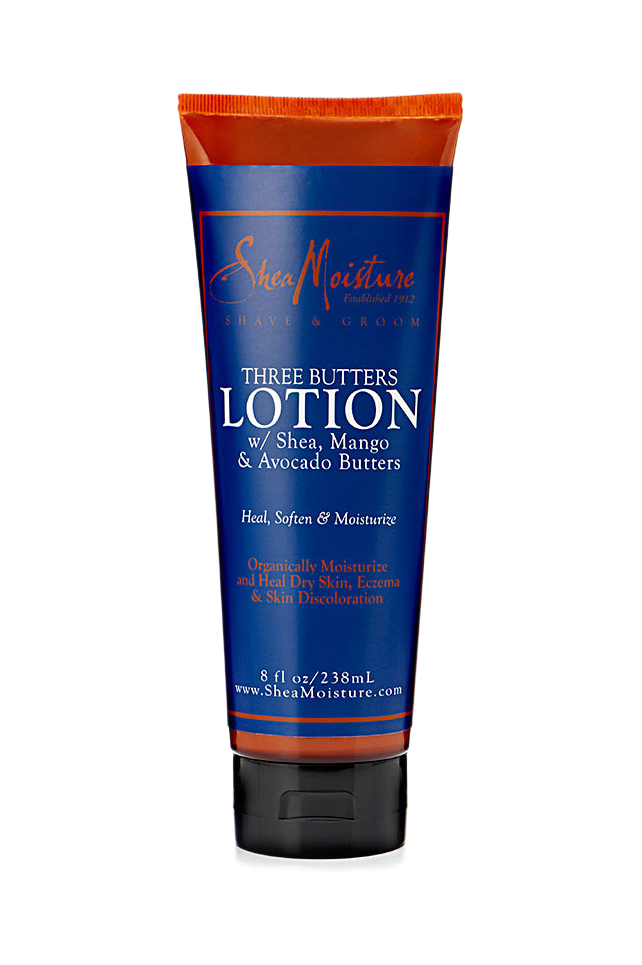 SheaMoisture
Established 1912
SHAVE & GROOM
THREE BUTTERS
LOTION
w/ Shea, Mango
& Avocado Butters
Heal, Soften & Moisturize
Organically Moisturize
and Heal Dry Skin, Eczema
& Skin Discoloration
8 fl oz/238mL
www.SheaMoisture.com